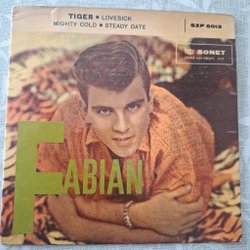 TIGER • LOVESICK
MIGHTY COLD • STEADY DATE
SXP 6013
SONET
FABIAN